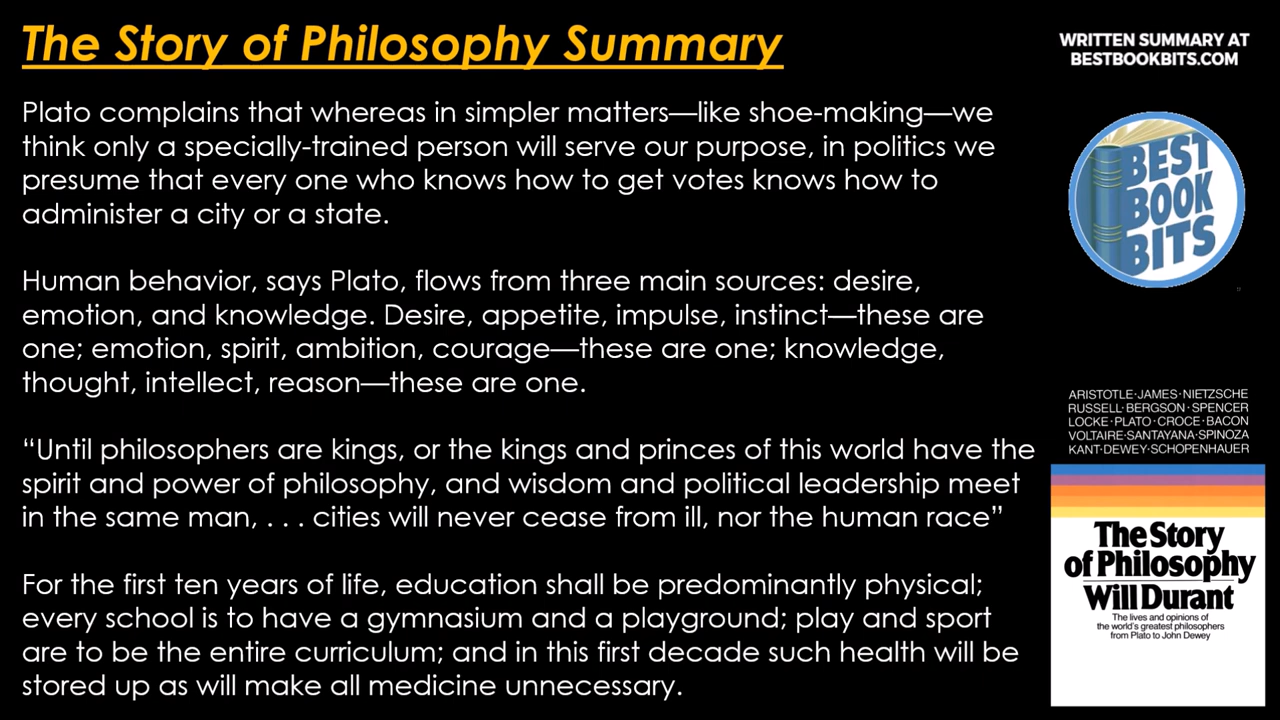 The Story of Philosophy Summary
Plato complains that whereas in simpler matters—like shoe-making—we
think only a specially-trained person will serve our purpose, in politics we
presume that every one who knows how to get votes knows how to
administer a city or a state.
Human behavior, says Plato, flows from three main sources: desire,
emotion, and knowledge. Desire, appetite, impulse, instinct—these are
one; emotion, spirit, ambition, courage—these are one; knowledge,
thought, intellect, reason—these are one.
“Until philosophers are kings, or the kings and princes of this world have the
spirit and power of philosophy, and wisdom and political leadership meet
in the same man, . . . cities will never cease from ill, nor the human race”
For the first ten years of life, education shall be predominantly physical;
every school is to have a gymnasium and a playground; play and sport
are to be the entire curriculum; and in this first decade such health will be
stored up as will make all medicine unnecessary.
WRITTEN SUMMARY AT
BESTBOOKBITS.COM
BEST
BOOK
BITS
ARISTOTLE·JAMES·NIETZSCHE
RUSSELL·BERGSON·SPENCER
LOCKE·PLATO·CROCE·BACON
VOLTAIRE·SANTAYANA·SPINOZA
KANT·DEWEY·SCHOPENHAUER
The Story
of Philosophy
Will Durant
The lives and opinions of
the world's greatest philosophers
from Plato to John Dewey